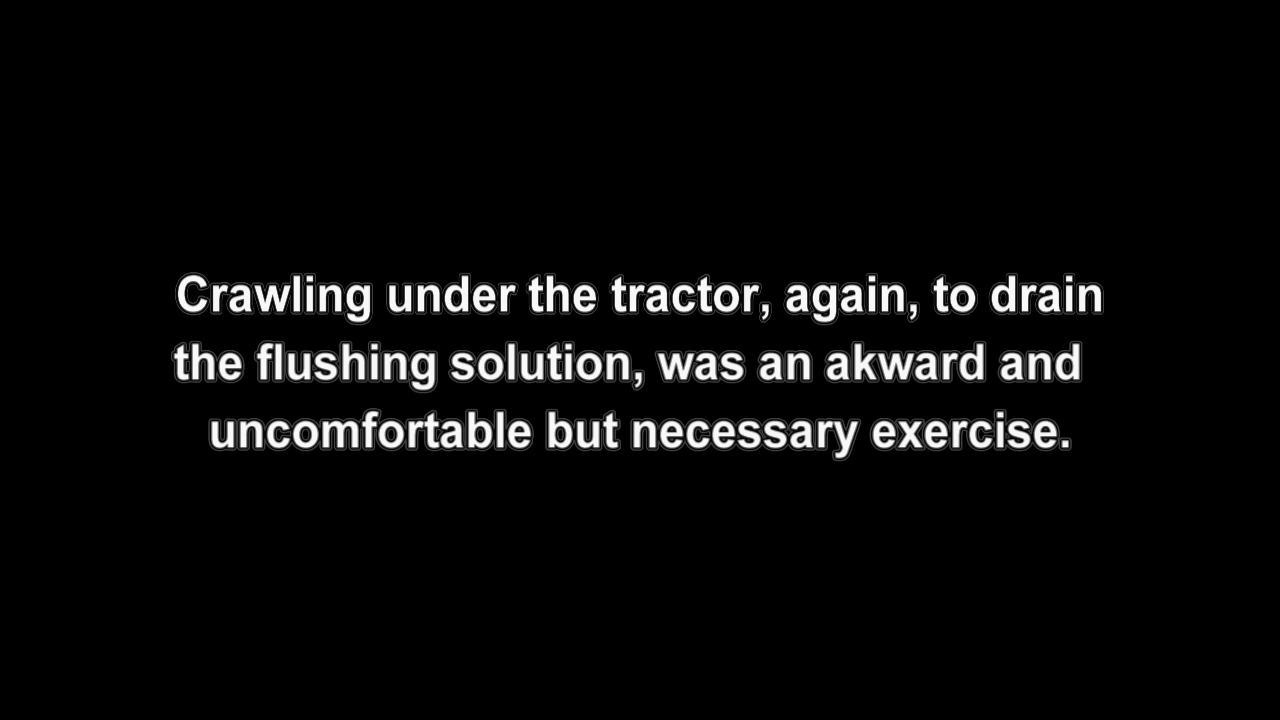 Crawling under the tractor, again, to drain
the flushing solution, was an akward and
uncomfortable but necessary exercise.